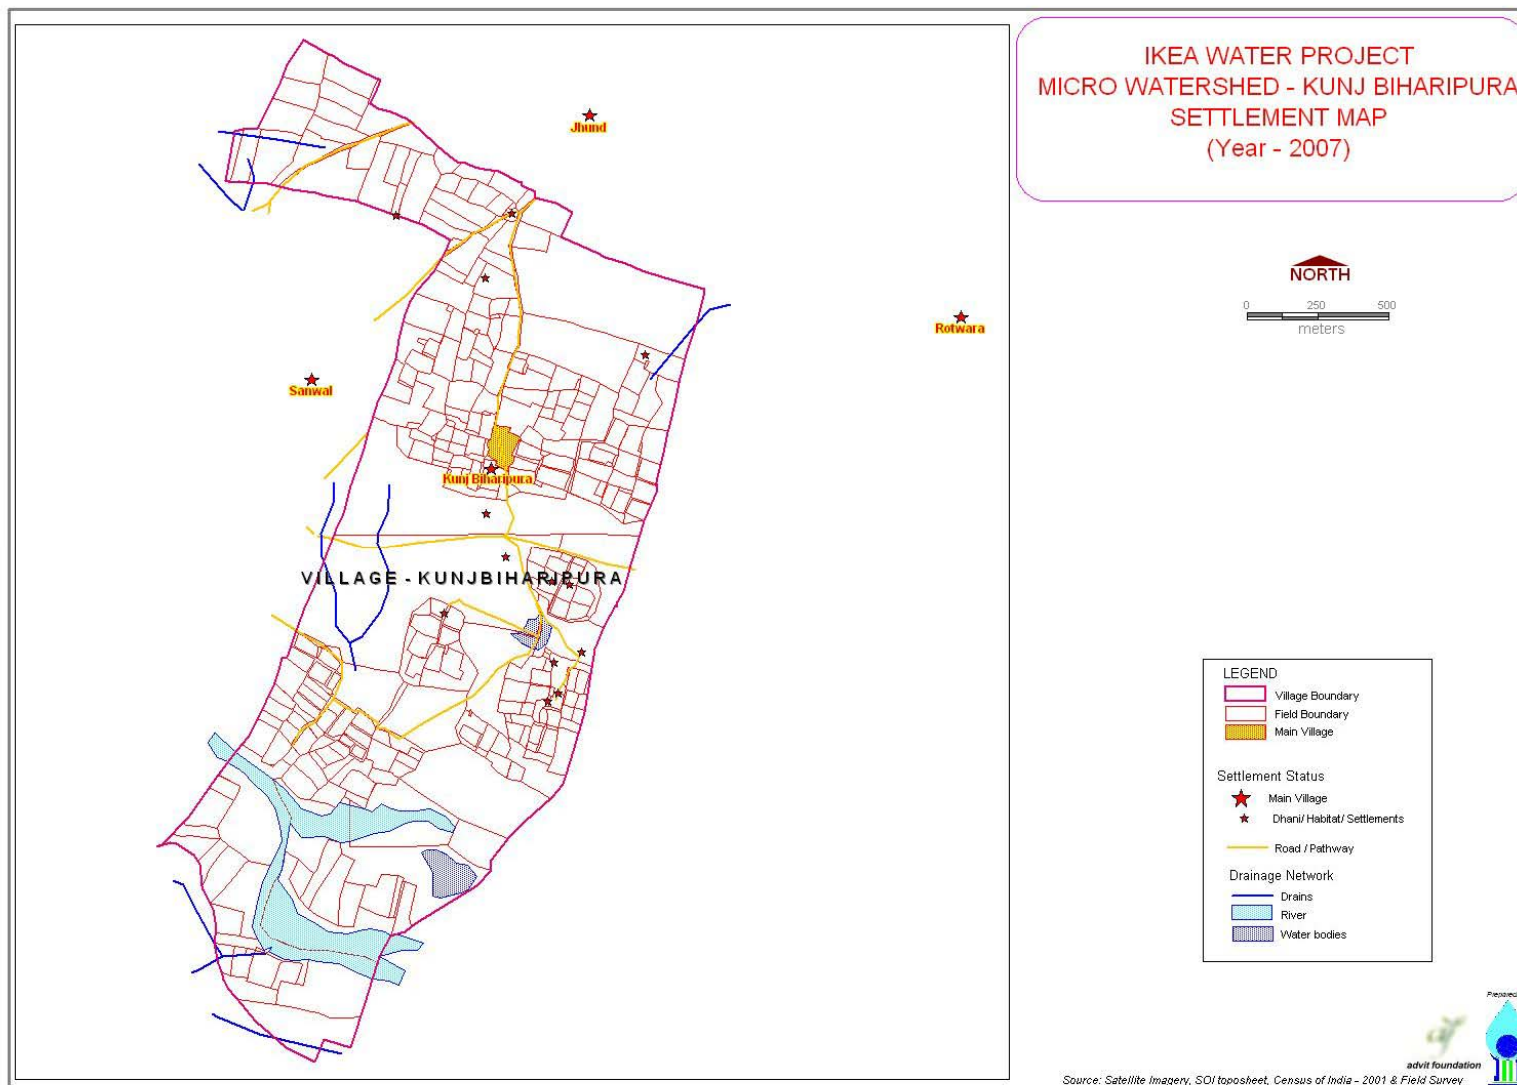 IKEA WATER PROJECT
MICRO WATERSHED - KUNJ BIHARIPURA
SETTLEMENT MAP
(Year - 2007)
Jhund
NORTH
0 250 500
meters
Rotwara
Sanwal
Kunj Biharipura
VILLAGE - KUNJBIHARIPURA
LEGEND
Village Boundary
Field Boundary
Main Village
Settlement Status
Main Village
Dhani/ Habitat/ Settlements
Road / Pathway
Drainage Network
Drains
River
Water bodies
Prepared
advit foundation
Source: Satellite Imagery, SOI toposheet, Census of India - 2001 & Field Survey